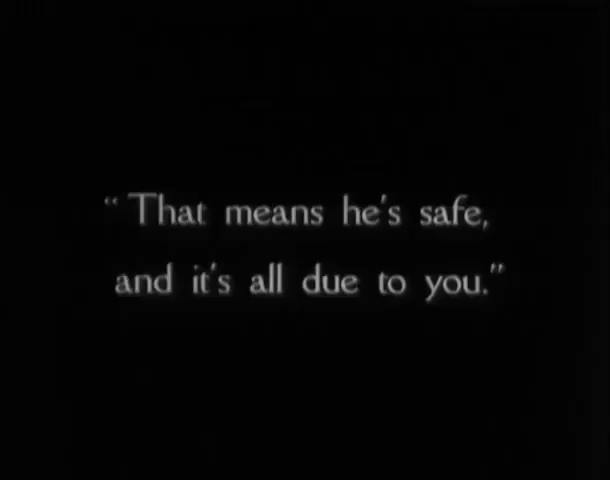 “That means he's safe,
and it's all due to you.”